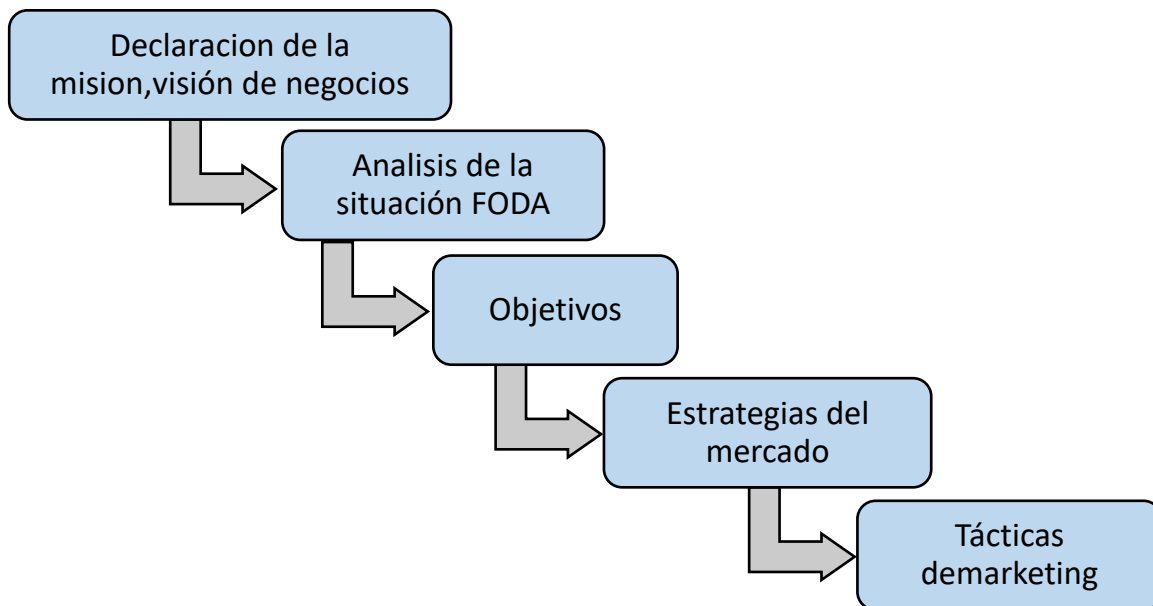 Declaracion de la
mision,visión de negocios
Analisis de la
situación FODA
Objetivos
Estrategias del
mercado
Tácticas
demarketing